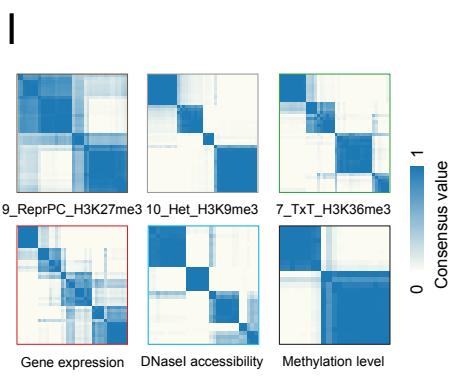 I
9_ReprPC_H3K27me3 10_Het_H3K9me3 7_TxT_H3K36me3
Gene expression DNaseI accessibility Methylation level
0 1
Consensus value